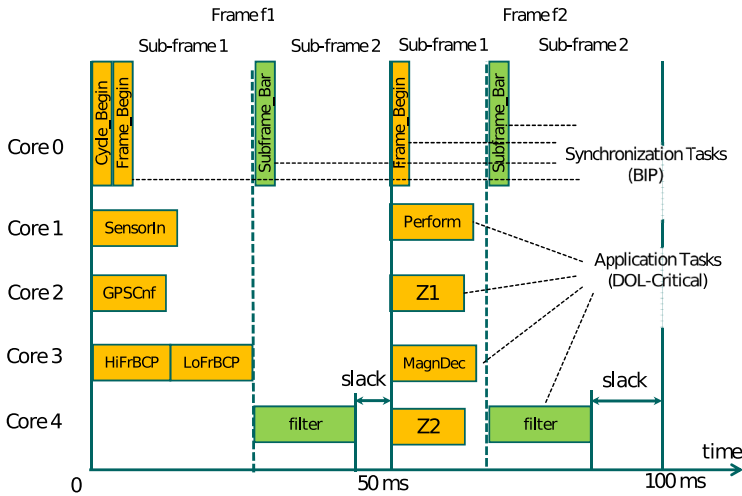 Frame f1
Frame f2
Sub-frame 1
Sub-frame 2
Sub-frame 1
Sub-frame 2
Cycle_Begin
Frame_Begin
Subframe_Bar
Frame_Begin
Subframe_Bar
Core 0
Synchronization Tasks
(BIP)
Core 1
SensorIn
Perform
Application Tasks
(DOL-Critical)
Core 2
GPSCnf
Z1
Core 3
HiFrBCP
LoFrBCP
MagnDec
slack
slack
Core 4
filter
Z2
filter
time
0
50 ms
100 ms